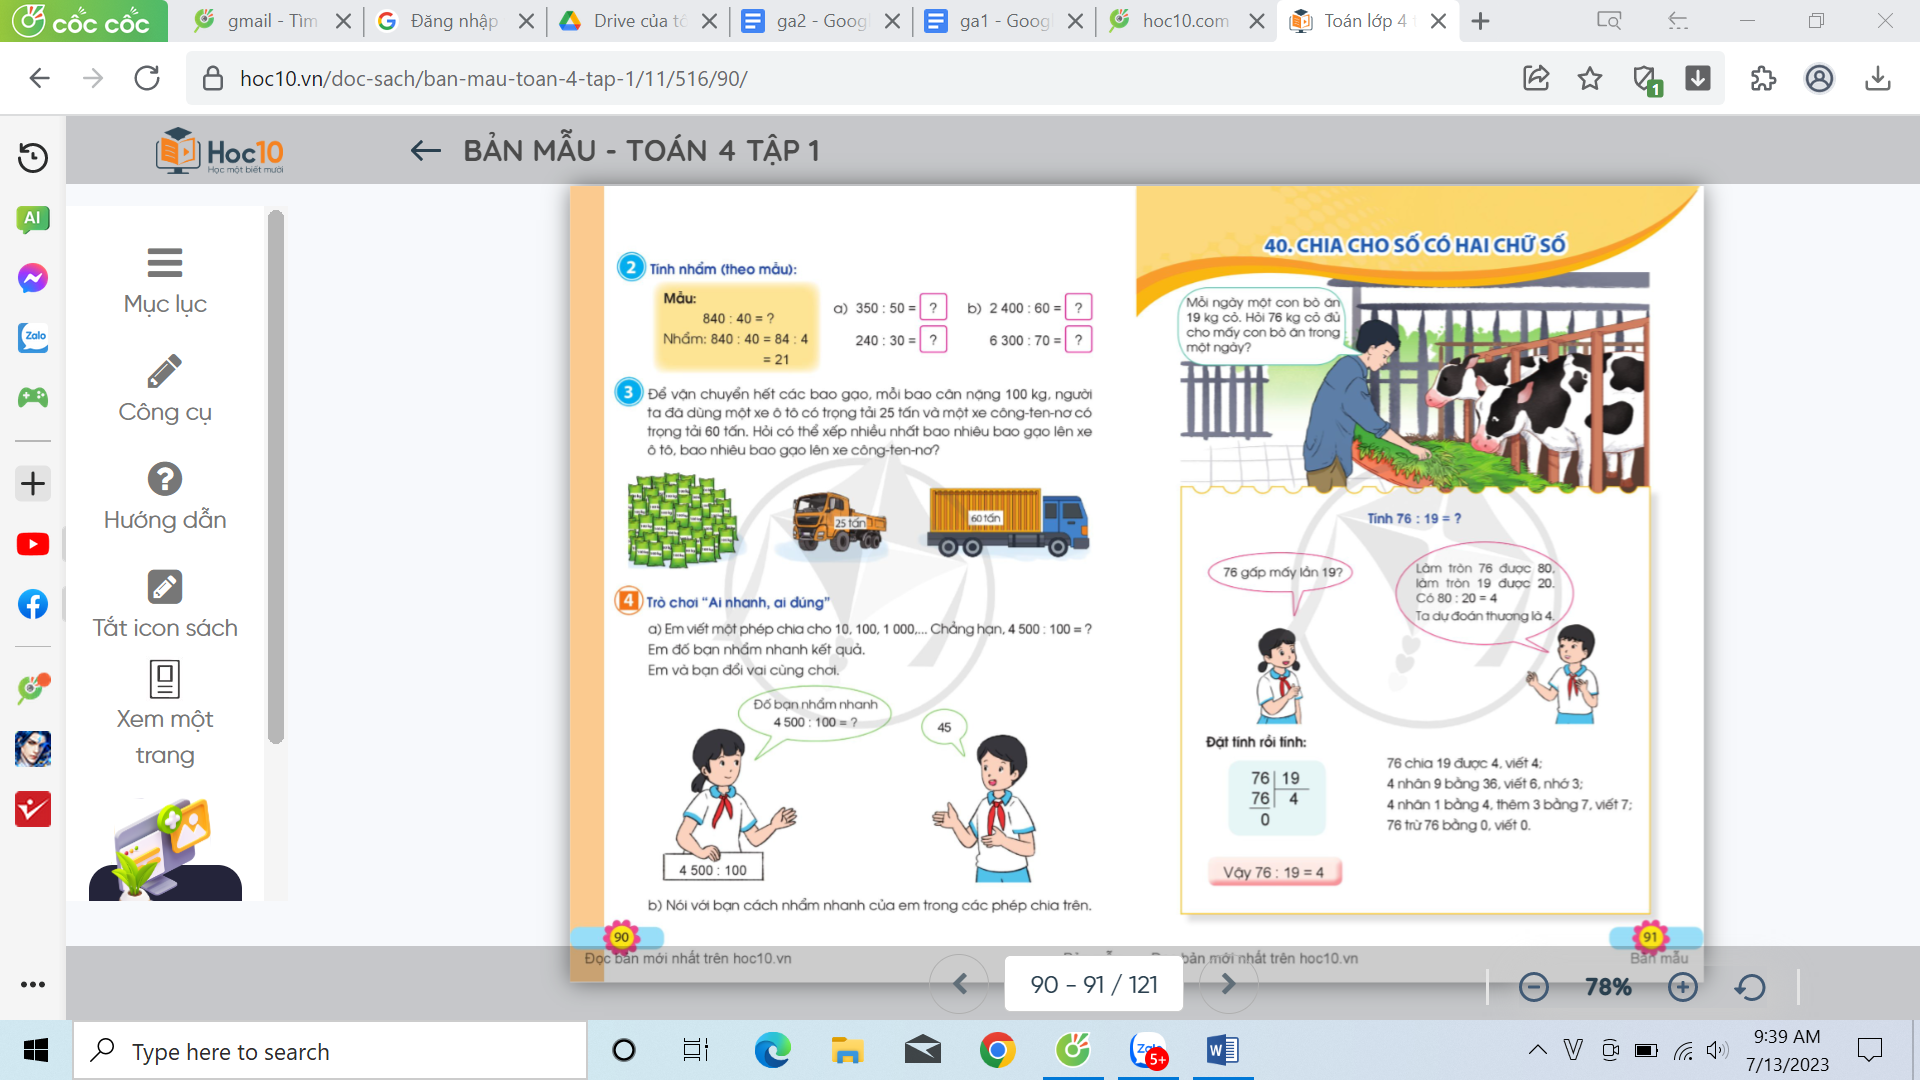 cốc cốc
gmail - Tìm
Đăng nhập
Drive của tô
ga2 - Googl
ga1 - Googl
hoc10.com
Toán lớp 4
hoc10.vn/doc-sach/ban-mau-toan-4-tap-1/11/516/90/
1
Hoc10
Học một biết mười
BẢN MẪU - TOÁN 4 TẬP 1
AI
Zalo
Mục lục
Công cụ
Hướng dẫn
Tắt icon sách
Xem một
trang
2 Tính nhẩm (theo mẫu):
Mẫu:
840 : 40 = ?
Nhẩm: 840 : 40 = 84 : 4
= 21
a) 350 : 50 = ?
b) 2 400 : 60 = ?
240 : 30 = ?
6 300 : 70 = ?
3 Để vận chuyển hết các bao gạo, mỗi bao cân nặng 100 kg, người
ta đã dùng một xe ô tô có trọng tải 25 tấn và một xe công-ten-nơ có
trọng tải 60 tấn. Hỏi có thể xếp nhiều nhất bao nhiêu bao gạo lên xe
ô tô, bao nhiêu bao gạo lên xe công-ten-nơ?
25 tấn
60 tấn
4 Trò chơi “Ai nhanh, ai đúng”
a) Em viết một phép chia cho 10, 100, 1 000,... Chẳng hạn, 4 500 : 100 = ?
Em đố bạn nhẩm nhanh kết quả.
Em và bạn đổi vai cùng chơi.
Đố bạn nhẩm nhanh
4 500 : 100 = ?
45
4 500 : 100
b) Nói với bạn cách nhẩm nhanh của em trong các phép chia trên.
90
Đọc bản mới nhất trên hoc10.vn
40. CHIA CHO SỐ CÓ HAI CHỮ SỐ
Mỗi ngày một con bò ăn
19 kg cỏ. Hỏi 76 kg cỏ đủ
cho mấy con bò ăn trong
một ngày?
Tính 76 : 19 = ?
76 gấp mấy lần 19?
Làm tròn 76 được 80,
làm tròn 19 được 20.
Có 80 : 20 = 4
Ta dự đoán thương là 4.
Đặt tính rồi tính:
76 19
76 4
0
76 chia 19 được 4, viết 4;
4 nhân 9 bằng 36, viết 6, nhớ 3;
4 nhân 1 bằng 4, thêm 3 bằng 7, viết 7;
76 trừ 76 bằng 0, viết 0.
Vậy 76 : 19 = 4
91
bản mới nhất trên hoc10.vn
Bản mẫu
90 - 91 / 121
78%
Type here to search
Zalo
5+
9:39 AM
7/13/2023